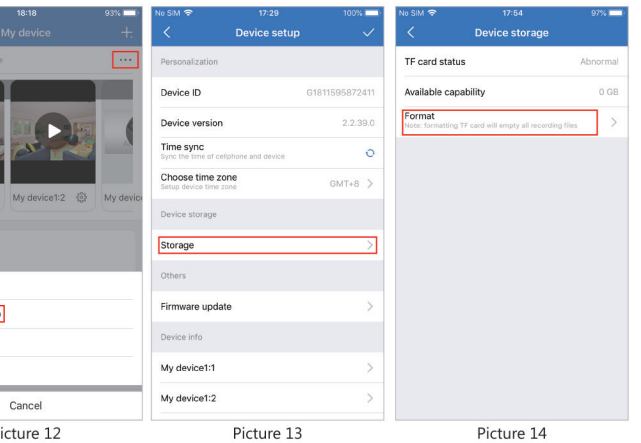 18:18 93%
My device
My device1:2
My device
Cancel
Picture 12
No SIM 17:29 100%
Device setup
Personalization
Device ID G1811595872411
Device version 2.2.39.0
Time sync
Sync the time of cellphone and device
Choose time zone
Setup device time zone
GMT+8
Device storage
Storage
Others
Firmware update
Device info
My device1:1
My device1:2
Picture 13
No SIM 17:54 97%
Device storage
TF card status Abnormal
Available capability 0 GB
Format
Note: formatting TF card will empty all recording files
Picture 14